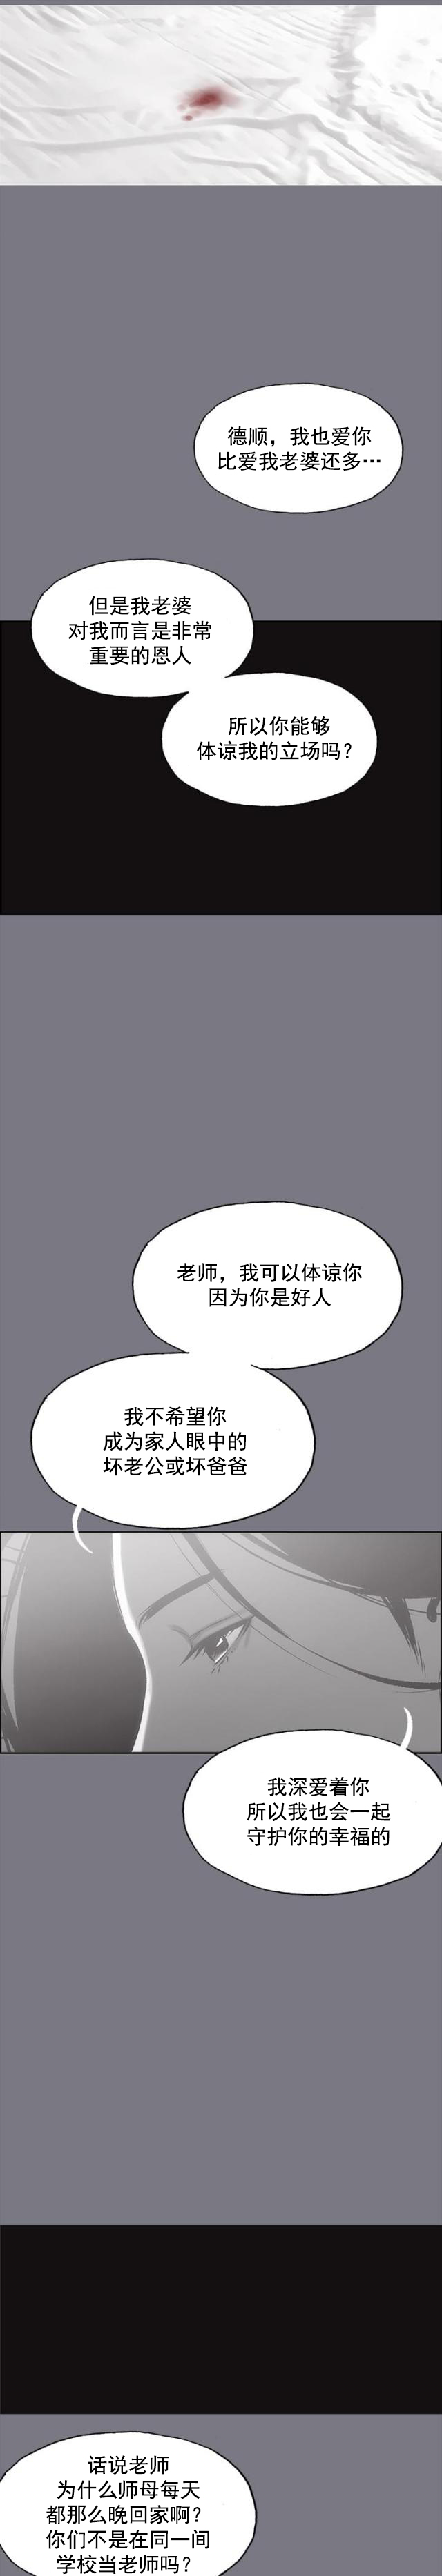 德顺，我也爱你
比爱我老婆还多…
但是我老婆
对我而言是非常
重要的恩人
所以你能够
体谅我的立场吗？
老师，我可以体谅你
因为你是好人
我不希望你
成为家人眼中的
坏老公或坏爸爸
我深爱着你
所以我也会一起
守护你的幸福的
话说老师
为什么师母每天
都那么晚回家啊？
你们不是在同一间
学校当老师吗？